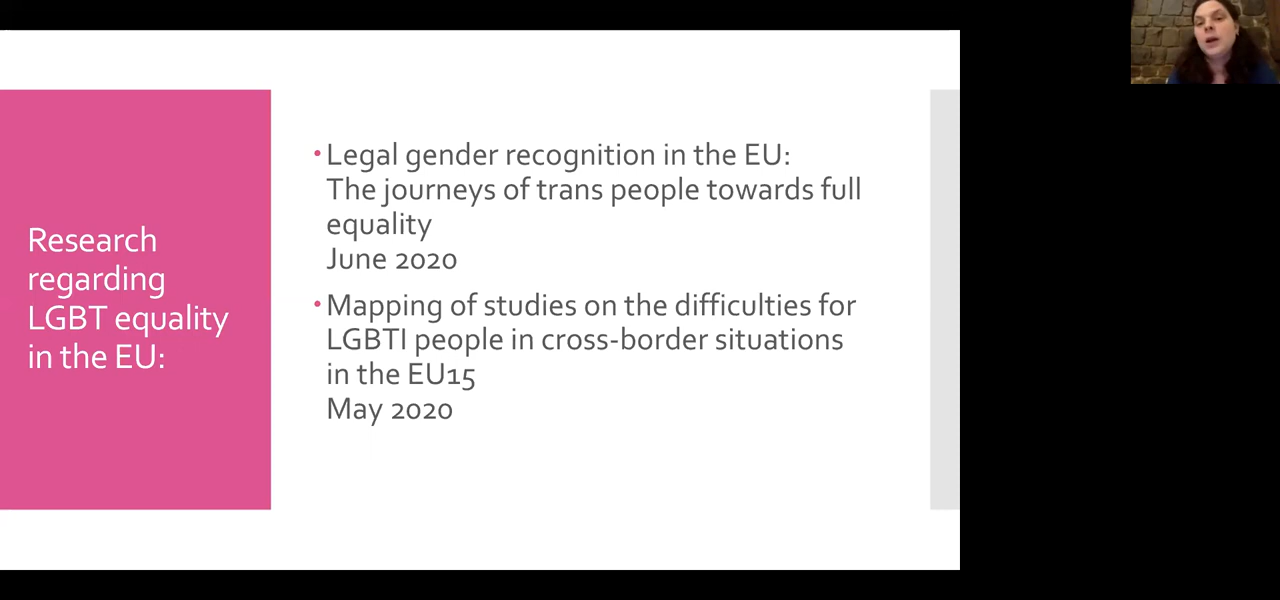 Research
regarding
LGBT equality
in the EU:
•Legal gender recognition in the EU:
The journeys of trans people towards full
equality
June 2020
•Mapping of studies on the difficulties for
LGBTI people in cross-border situations
in the EU15
May 2020